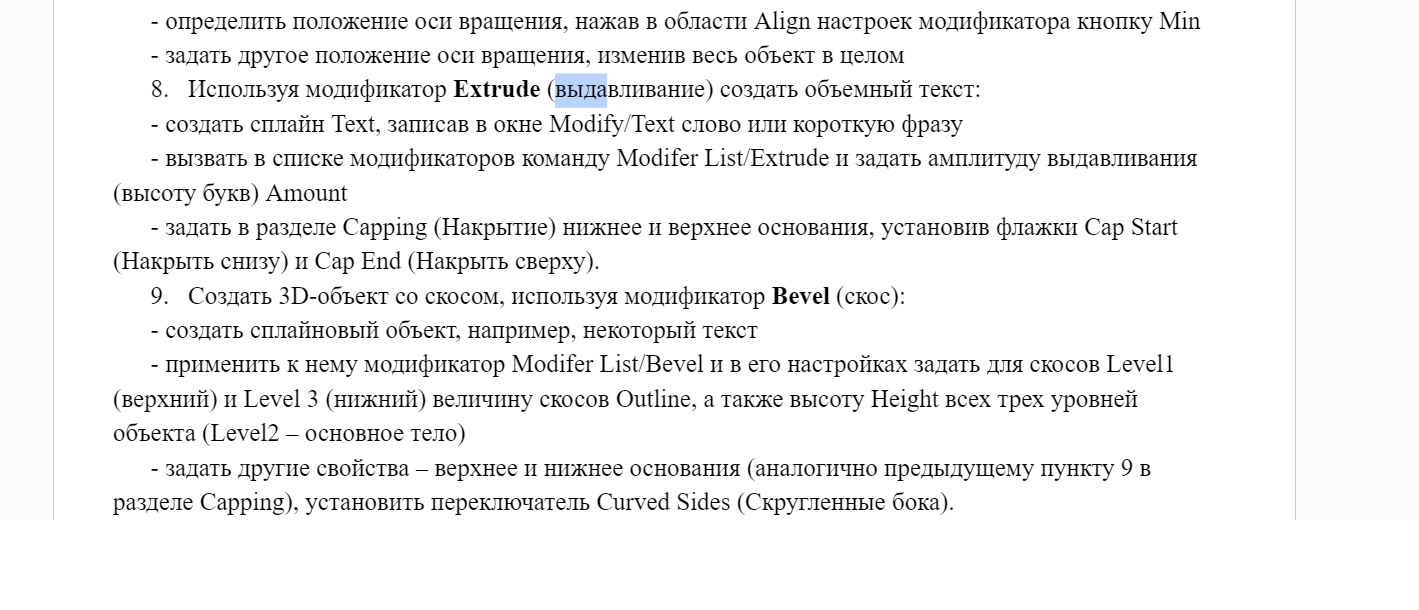 - определить положение оси вращения, нажав в области Align настроек модификатора кнопку Min
- задать другое положение оси вращения, изменив весь объект в целом
8. Используя модификатор Extrude (выдавливание) создать объемный текст:
- создать сплайн Text, записав в окне Modify/Text слово или короткую фразу
- вызвать в списке модификаторов команду Modifer List/Extrude и задать амплитуду выдавливания
(высоту букв) Amount
- задать в разделе Capping (Накрытие) нижнее и верхнее основания, установив флажки Cap Start
(Накрыть снизу) и Cap End (Накрыть сверху).
9. Создать 3D-объект со скосом, используя модификатор Bevel (скос):
- создать сплайновый объект, например, некоторый текст
- применить к нему модификатор Modifer List/Bevel и в его настройках задать для скосов Level1
(верхний) и Level 3 (нижний) величину скосов Outline, а также высоту Height всех трех уровней
объекта (Level2 – основное тело)
- задать другие свойства – верхнее и нижнее основания (аналогично предыдущему пункту 9 в
разделе Capping), установить переключатель Curved Sides (Скругленные бока).